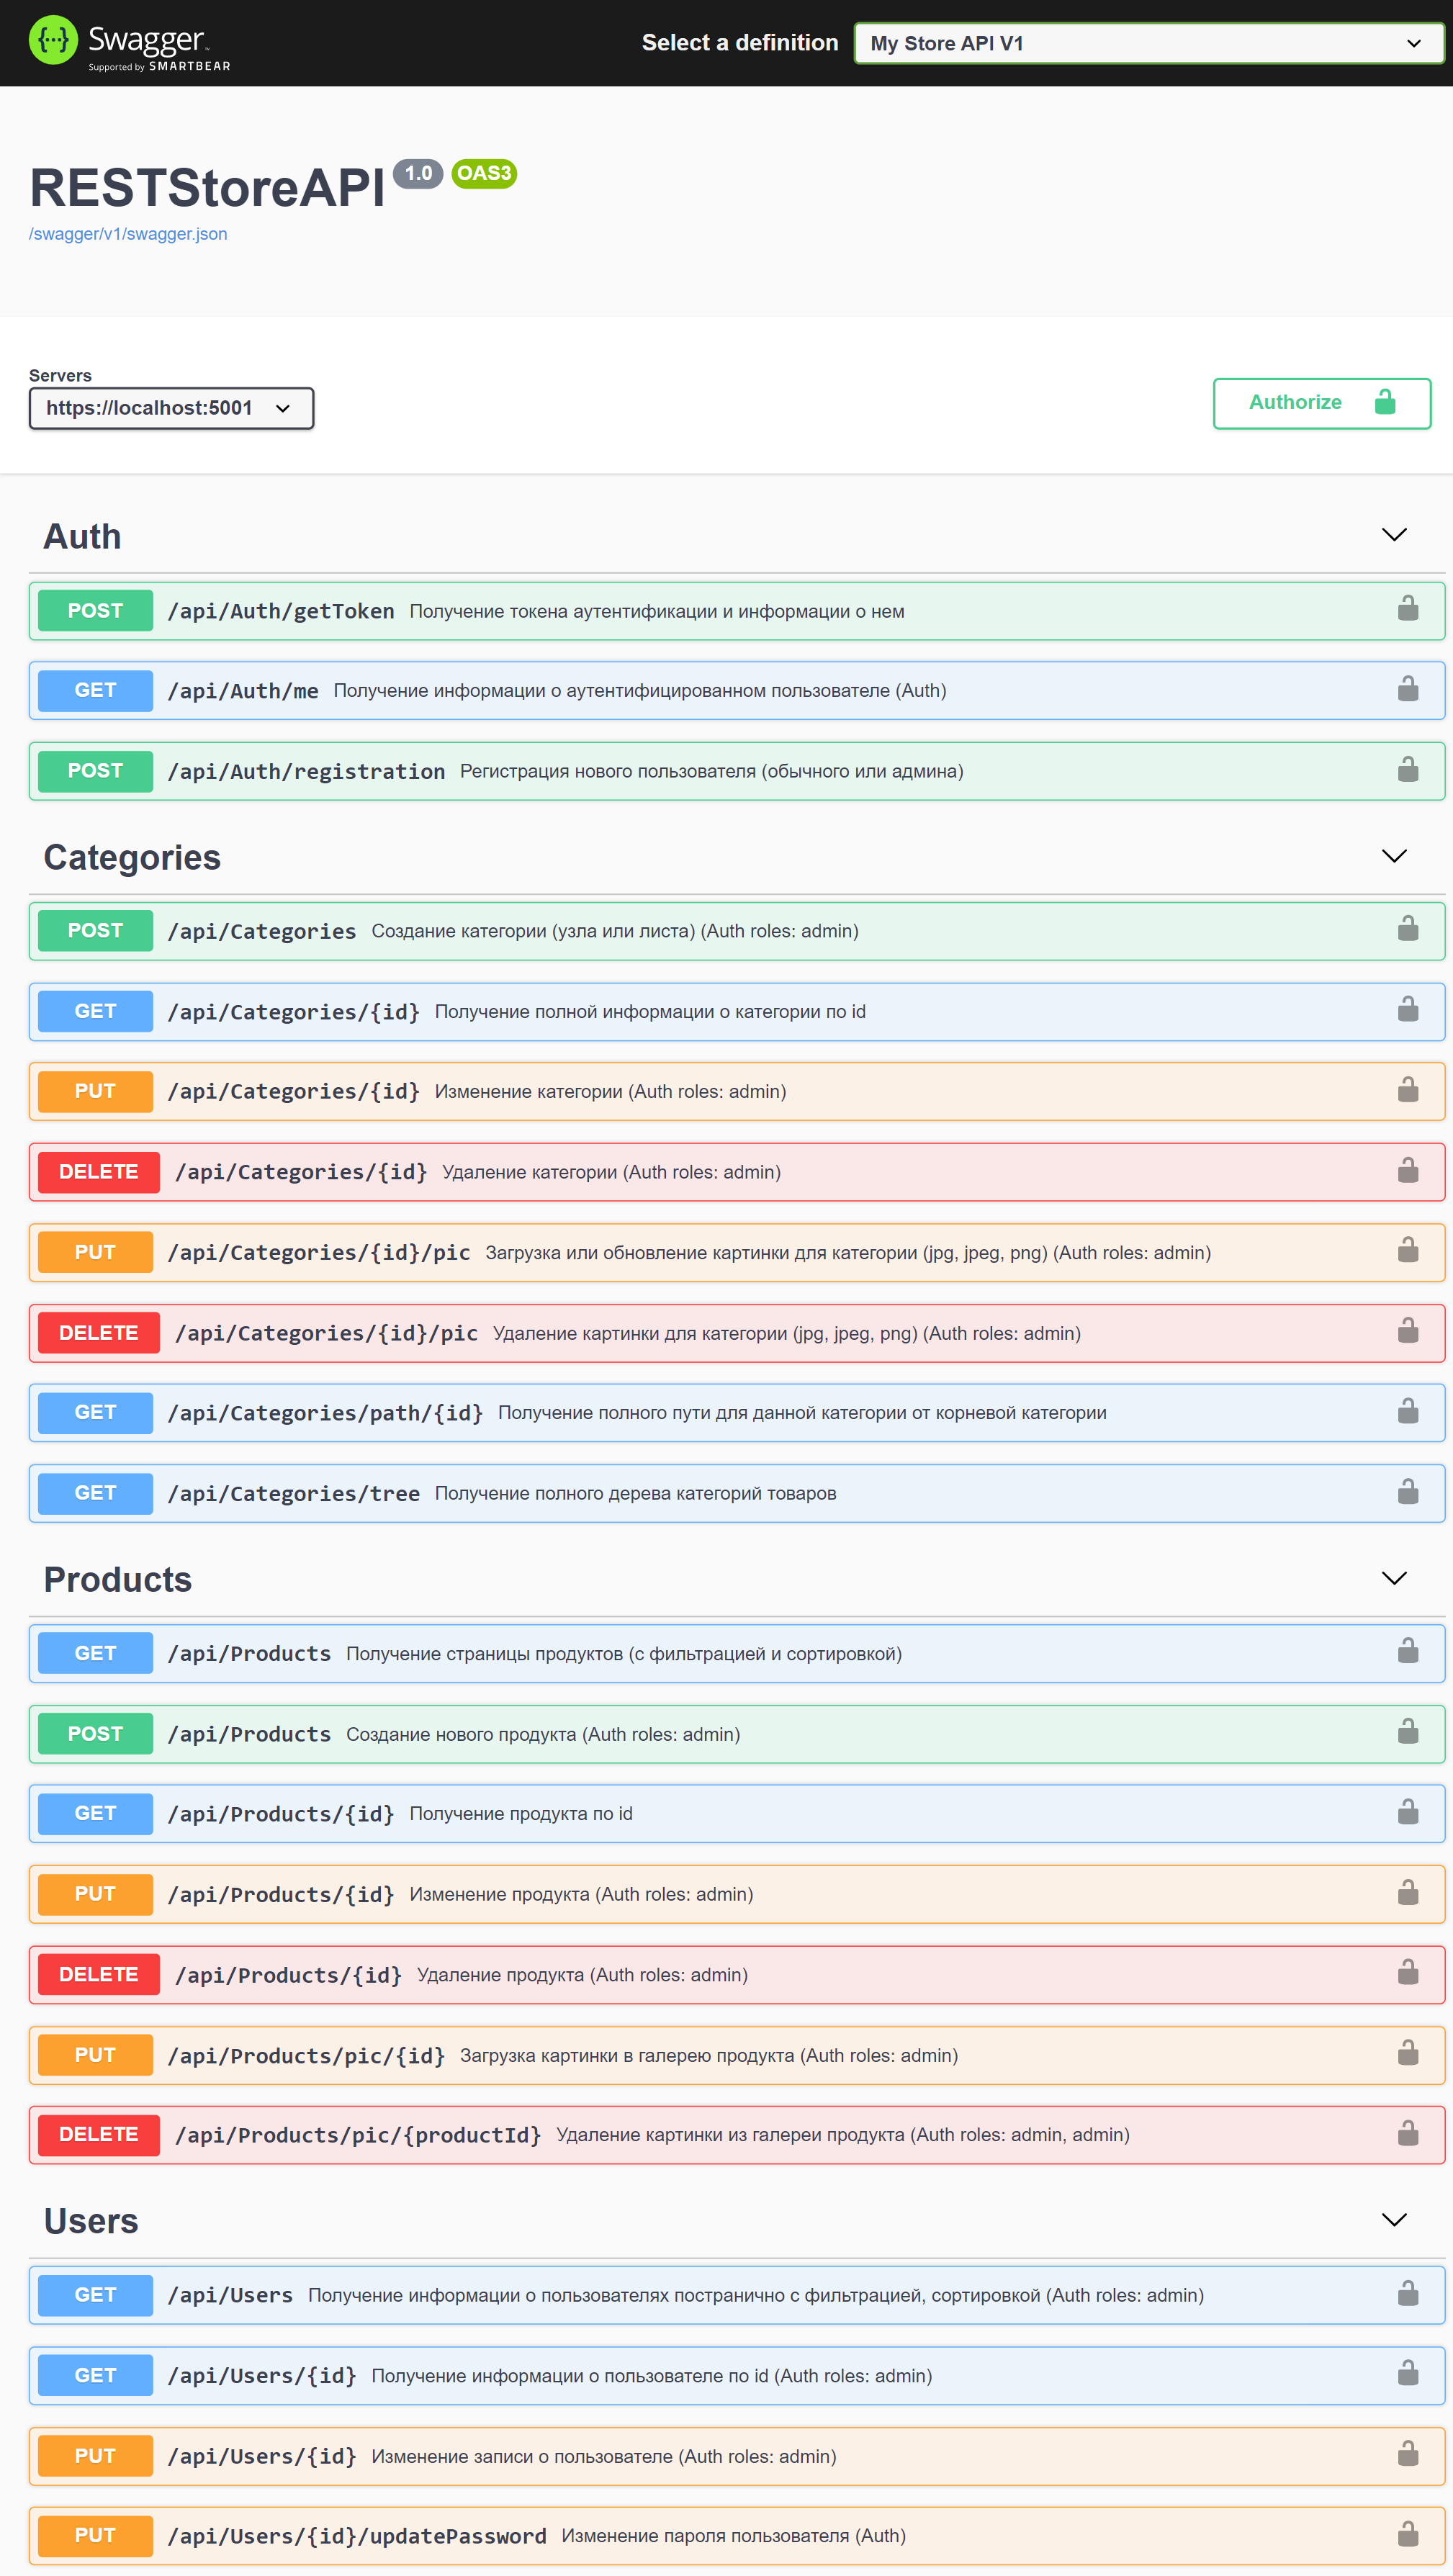 Swagger
Supported by SMARTBEAR
Select a definition
My Store API V1
RESTStoreAPI 1.0 OAS3
/swagger/v1/swagger.json
Servers
https://localhost:5001
Authorize
Auth
POST /api/Auth/getToken Получение токена аутентификации и информации о нем
GET /api/Auth/me Получение информации о аутентифицированном пользователе (Auth)
POST /api/Auth/registration Регистрация нового пользователя (обычного или админа)
Categories
POST /api/Categories Создание категории (узла или листа) (Auth roles: admin)
GET /api/Categories/{id} Получение полной информации о категории по id
PUT /api/Categories/{id} Изменение категории (Auth roles: admin)
DELETE /api/Categories/{id} Удаление категории (Auth roles: admin)
PUT /api/Categories/{id}/pic Загрузка или обновление картинки для категории (jpg, jpeg, png) (Auth roles: admin)
DELETE /api/Categories/{id}/pic Удаление картинки для категории (jpg, jpeg, png) (Auth roles: admin)
GET /api/Categories/path/{id} Получение полного пути для данной категории от корневой категории
GET /api/Categories/tree Получение полного дерева категорий товаров
Products
GET /api/Products Получение страницы продуктов (с фильтрацией и сортировкой)
POST /api/Products Создание нового продукта (Auth roles: admin)
GET /api/Products/{id} Получение продукта по id
PUT /api/Products/{id} Изменение продукта (Auth roles: admin)
DELETE /api/Products/{id} Удаление продукта (Auth roles: admin)
PUT /api/Products/pic/{id} Загрузка картинки в галерею продукта (Auth roles: admin)
DELETE /api/Products/pic/{productId} Удаление картинки из галереи продукта (Auth roles: admin, admin)
Users
GET /api/Users Получение информации о пользователях постранично с фильтрацией, сортировкой (Auth roles: admin)
GET /api/Users/{id} Получение информации о пользователе по id (Auth roles: admin)
PUT /api/Users/{id} Изменение записи о пользователе (Auth roles: admin)
PUT /api/Users/{id}/updatePassword Изменение пароля пользователя (Auth)